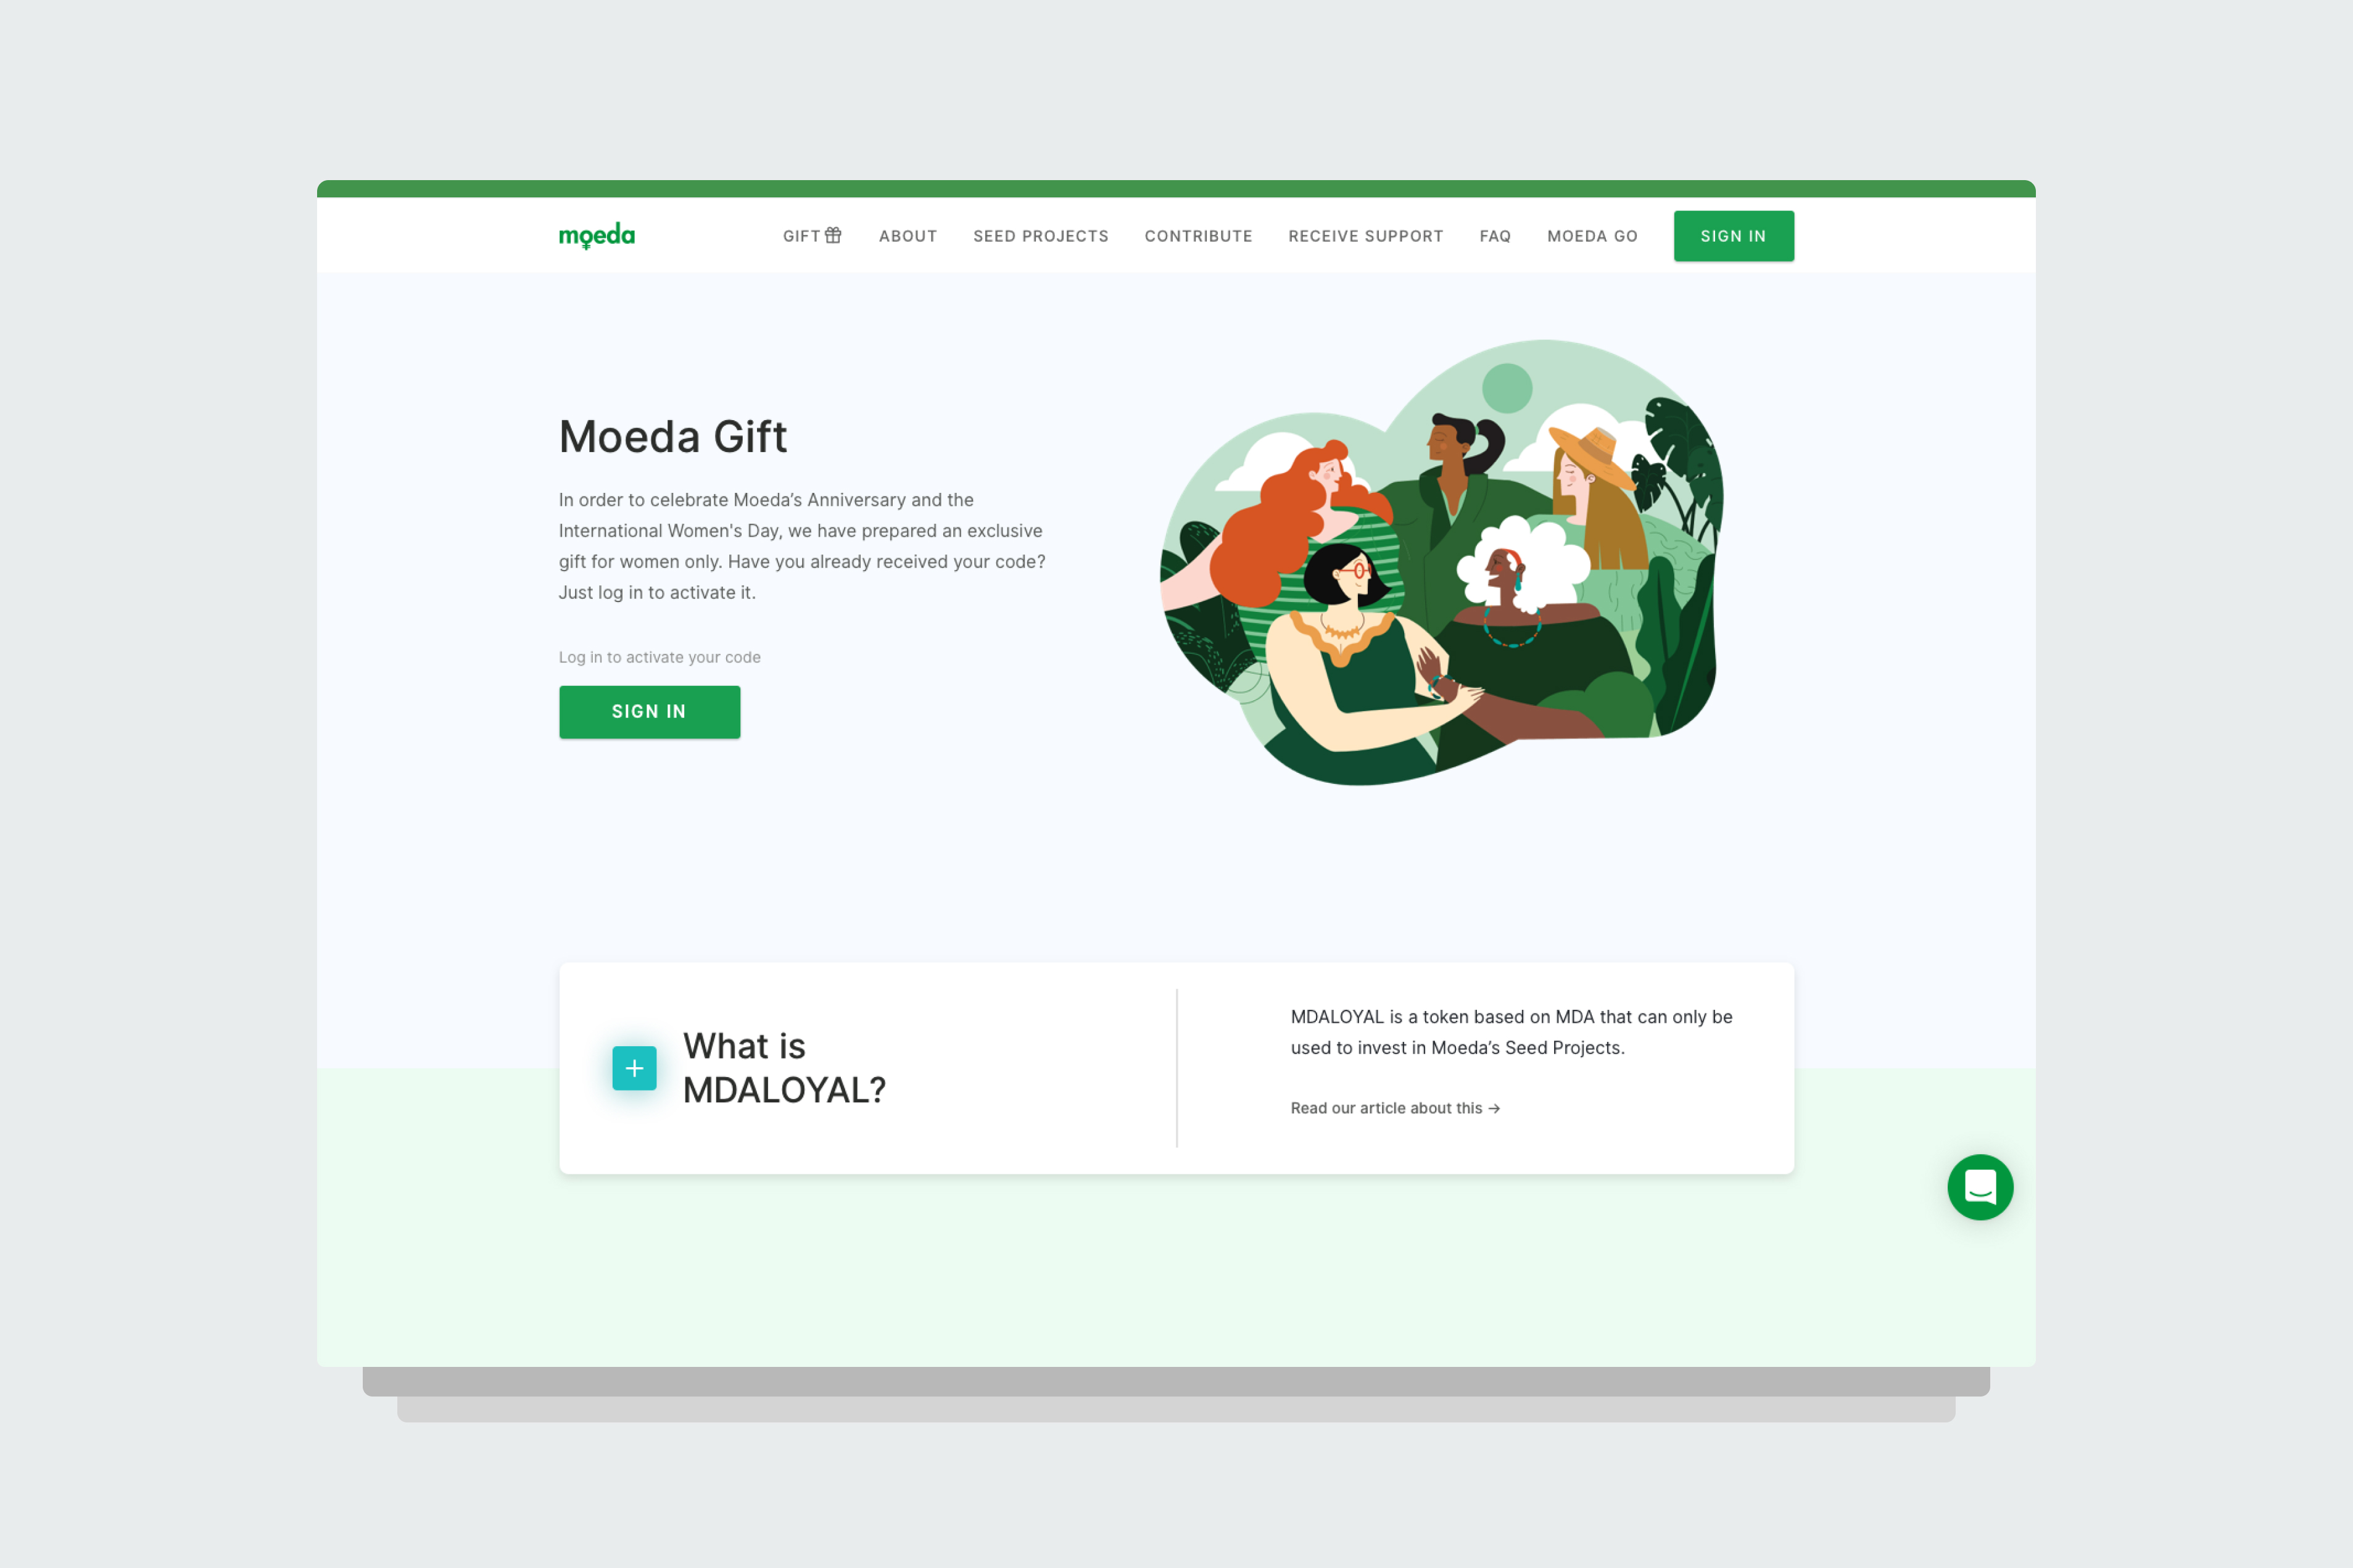 moeda
GIFT
ABOUT
SEED PROJECTS
CONTRIBUTE
RECEIVE SUPPORT
FAQ
MOEDA GO
SIGN IN
Moeda Gift
In order to celebrate Moeda’s Anniversary and the
International Women's Day, we have prepared an exclusive
gift for women only. Have you already received your code?
Just log in to activate it.
Log in to activate your code
SIGN IN
What is
MDALOYAL?
MDALOYAL is a token based on MDA that can only be
used to invest in Moeda’s Seed Projects.
Read our article about this →